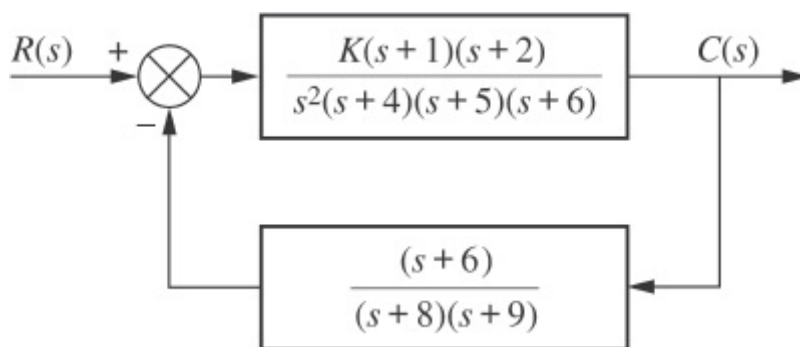 R(s) + K(s + 1)(s + 2) C(s)
s²(s + 4)(s + 5)(s + 6)
−
(s + 6)
(s + 8)(s + 9)